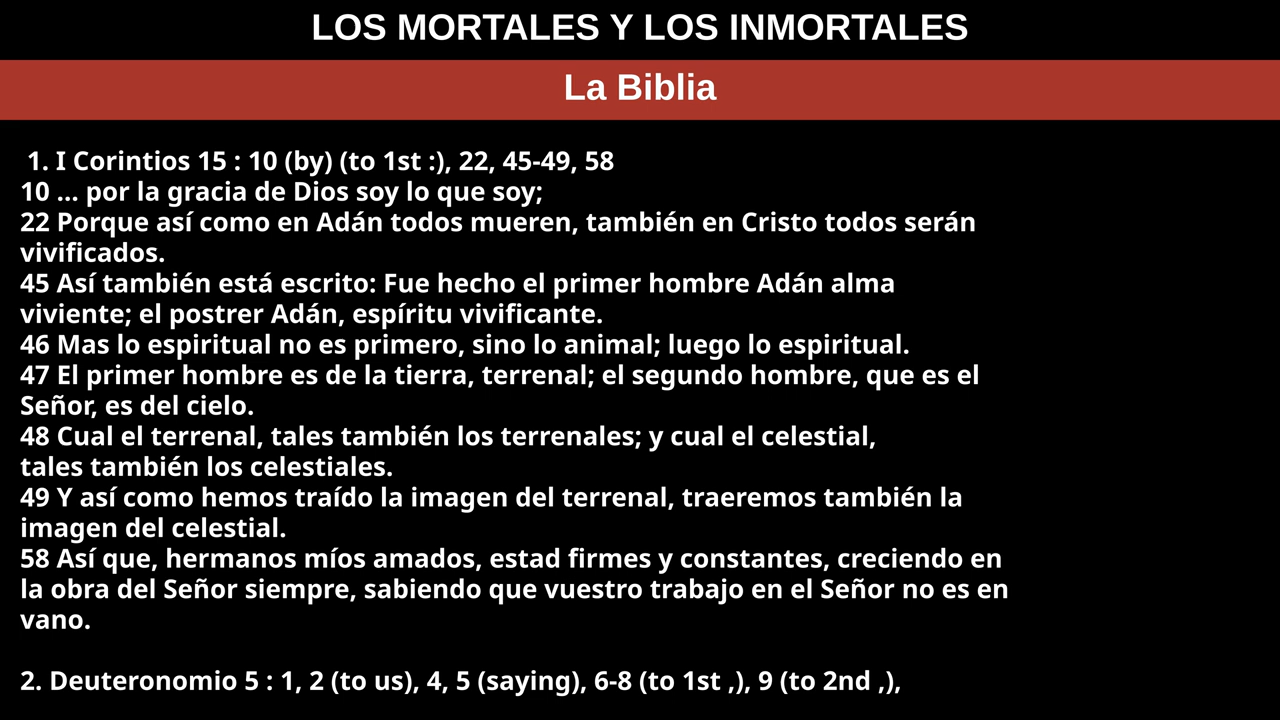 LOS MORTALES Y LOS INMORTALES
La Biblia
1. I Corintios 15 : 10 (by) (to 1st :), 22, 45-49, 58
10 ... por la gracia de Dios soy lo que soy;
22 Porque así como en Adán todos mueren, también en Cristo todos serán
vivificados.
45 Así también está escrito: Fue hecho el primer hombre Adán alma
viviente; el postrer Adán, espíritu vivificante.
46 Mas lo espiritual no es primero, sino lo animal; luego lo espiritual.
47 El primer hombre es de la tierra, terrenal; el segundo hombre, que es el
Señor, es del cielo.
48 Cual el terrenal, tales también los terrenales; y cual el celestial,
tales también los celestiales.
49 Y así como hemos traído la imagen del terrenal, traeremos también la
imagen del celestial.
58 Así que, hermanos míos amados, estad firmes y constantes, creciendo en
la obra del Señor siempre, sabiendo que vuestro trabajo en el Señor no es en
vano.
2. Deuteronomio 5 : 1, 2 (to us), 4, 5 (saying), 6-8 (to 1st ,), 9 (to 2nd ,),